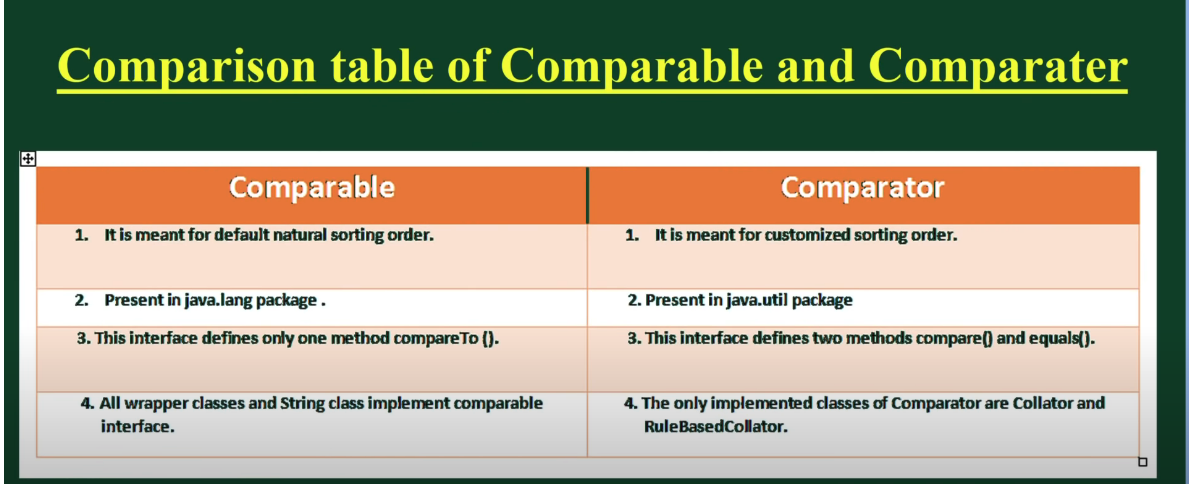 Comparison table of Comparable and Comparater
Comparable
Comparator
1. It is meant for default natural sorting order.
1. It is meant for customized sorting order.
2. Present in java.lang package .
2. Present in java.util package
3. This interface defines only one method compareTo ().
3. This interface defines two methods compare() and equals().
4. All wrapper classes and String class implement comparable
interface.
4. The only implemented classes of Comparator are Collator and
RuleBasedCollator.